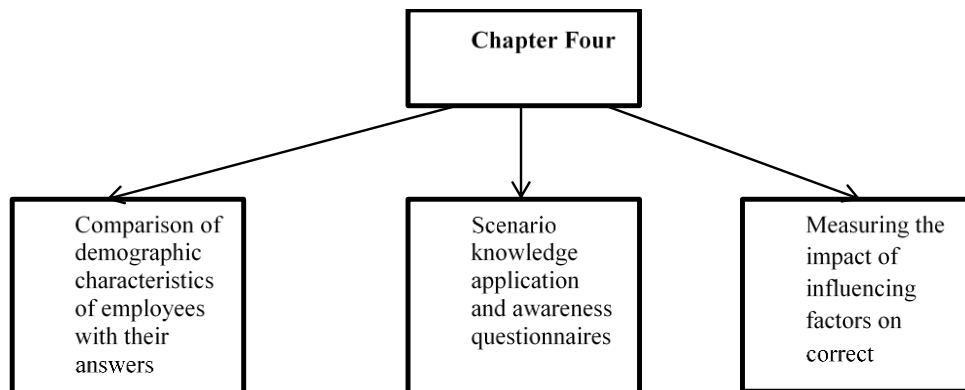 Chapter Four
Comparison of
demographic
characteristics
of employees
with their
answers
Scenario
knowledge
application
and awareness
questionnaires
Measuring the
impact of
influencing
factors on
correct